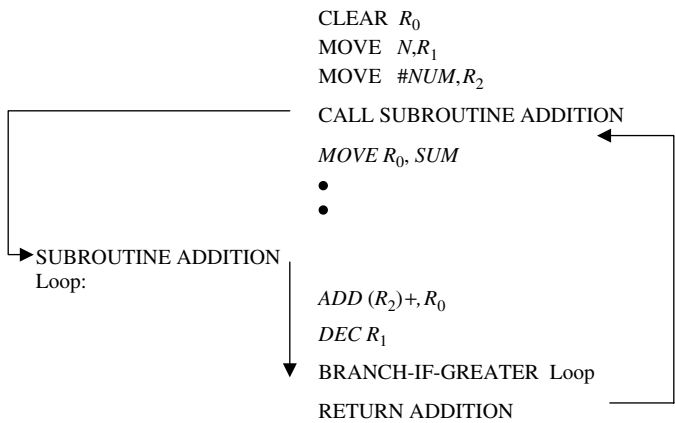 CLEAR R0
MOVE N,R1
MOVE #NUM,R2
CALL SUBROUTINE ADDITION
MOVE R0, SUM
•
•
SUBROUTINE ADDITION
Loop:
ADD (R2)+,R0
DEC R1
BRANCH-IF-GREATER Loop
RETURN ADDITION